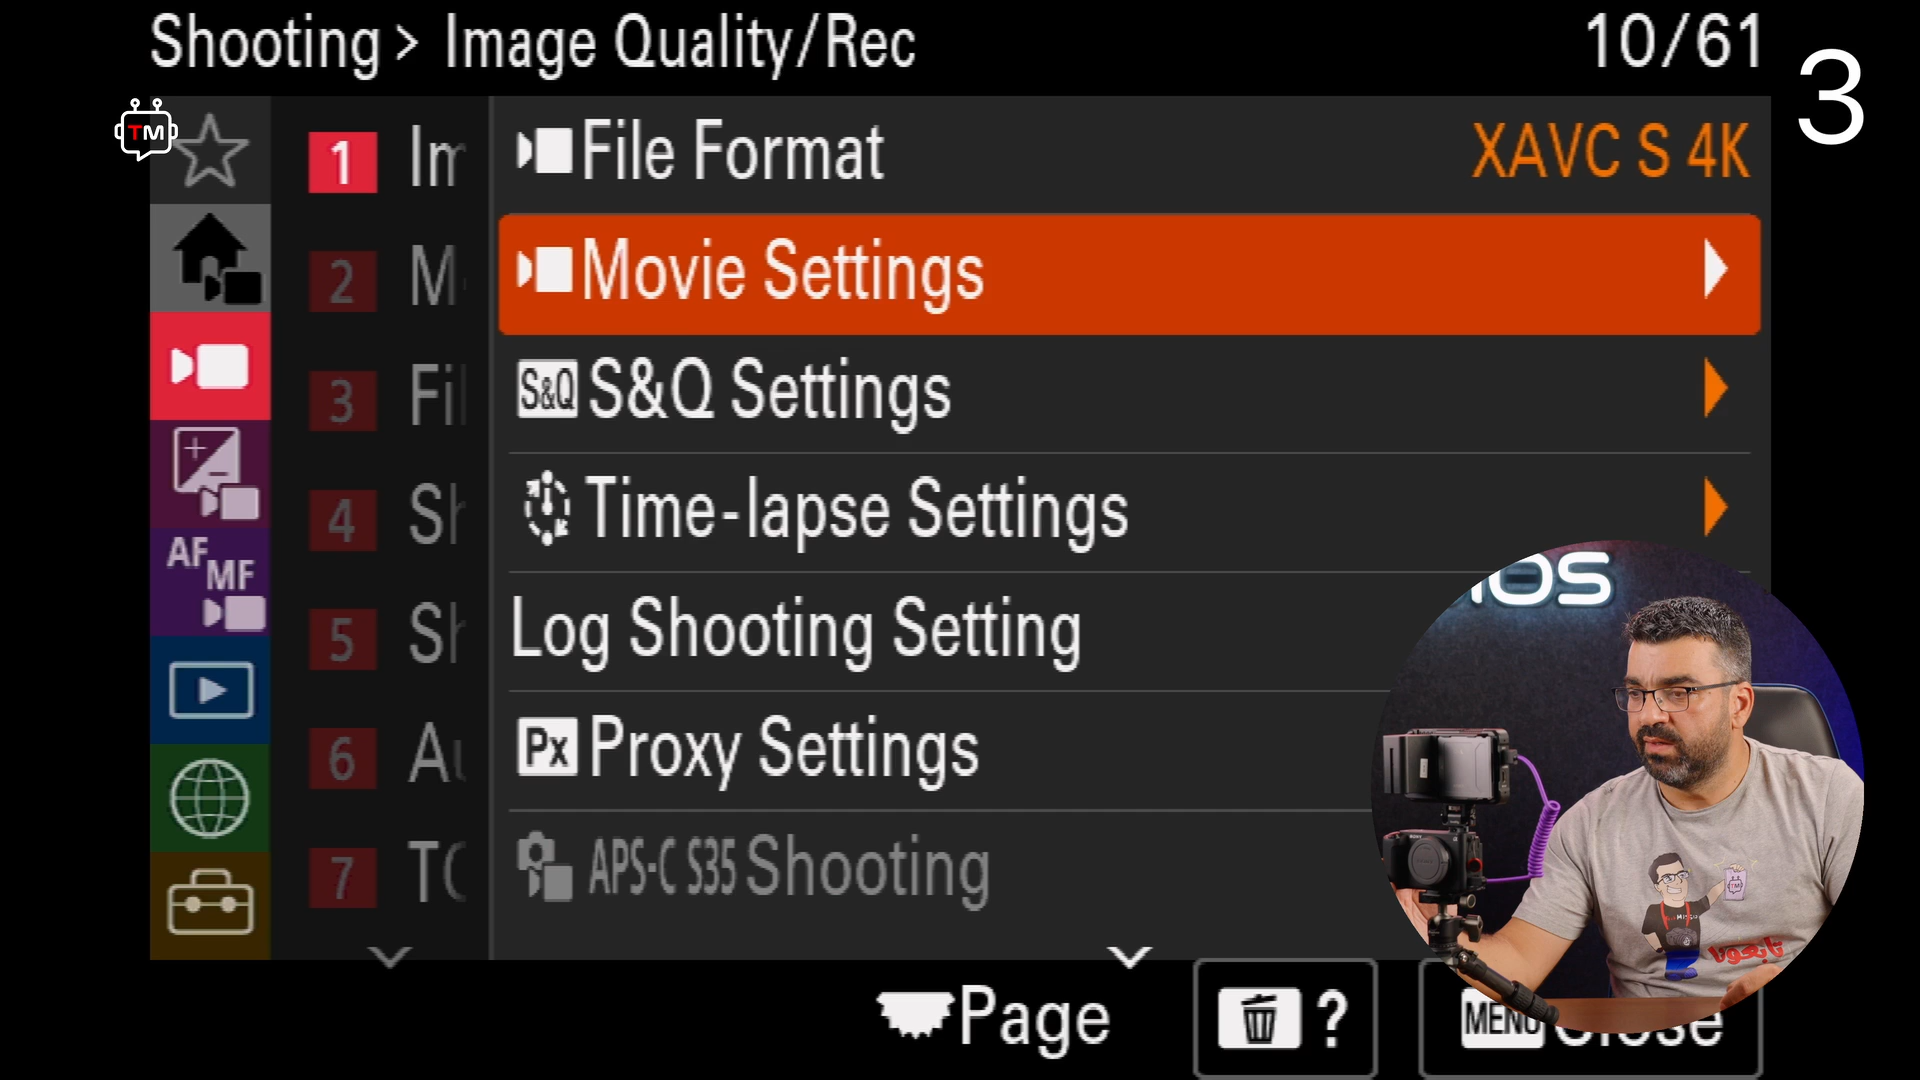 Shooting > Image Quality/Rec
10/61
3
TM
1
File Format
XAVC S 4K
2
Movie Settings
3
S&Q S&Q Settings
4
Time-lapse Settings
5
Log Shooting Setting
6
Px Proxy Settings
7
APS-C S35 Shooting
AF MF
Page
?
MENU Close
تابعونا